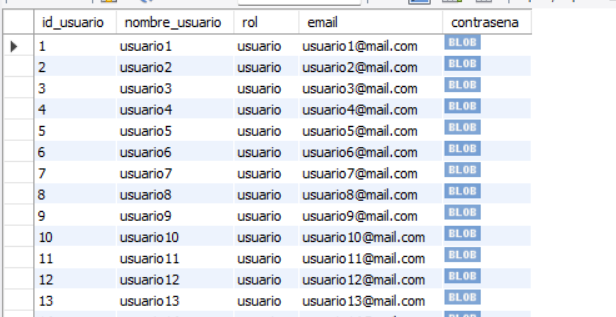 id_usuario nombre_usuario rol email contrasena
1 usuario1 usuario usuario1@mail.com BLOB
2 usuario2 usuario usuario2@mail.com BLOB
3 usuario3 usuario usuario3@mail.com BLOB
4 usuario4 usuario usuario4@mail.com BLOB
5 usuario5 usuario usuario5@mail.com BLOB
6 usuario6 usuario usuario6@mail.com BLOB
7 usuario7 usuario usuario7@mail.com BLOB
8 usuario8 usuario usuario8@mail.com BLOB
9 usuario9 usuario usuario9@mail.com BLOB
10 usuario10 usuario usuario10@mail.com BLOB
11 usuario11 usuario usuario11@mail.com BLOB
12 usuario12 usuario usuario12@mail.com BLOB
13 usuario13 usuario usuario13@mail.com BLOB